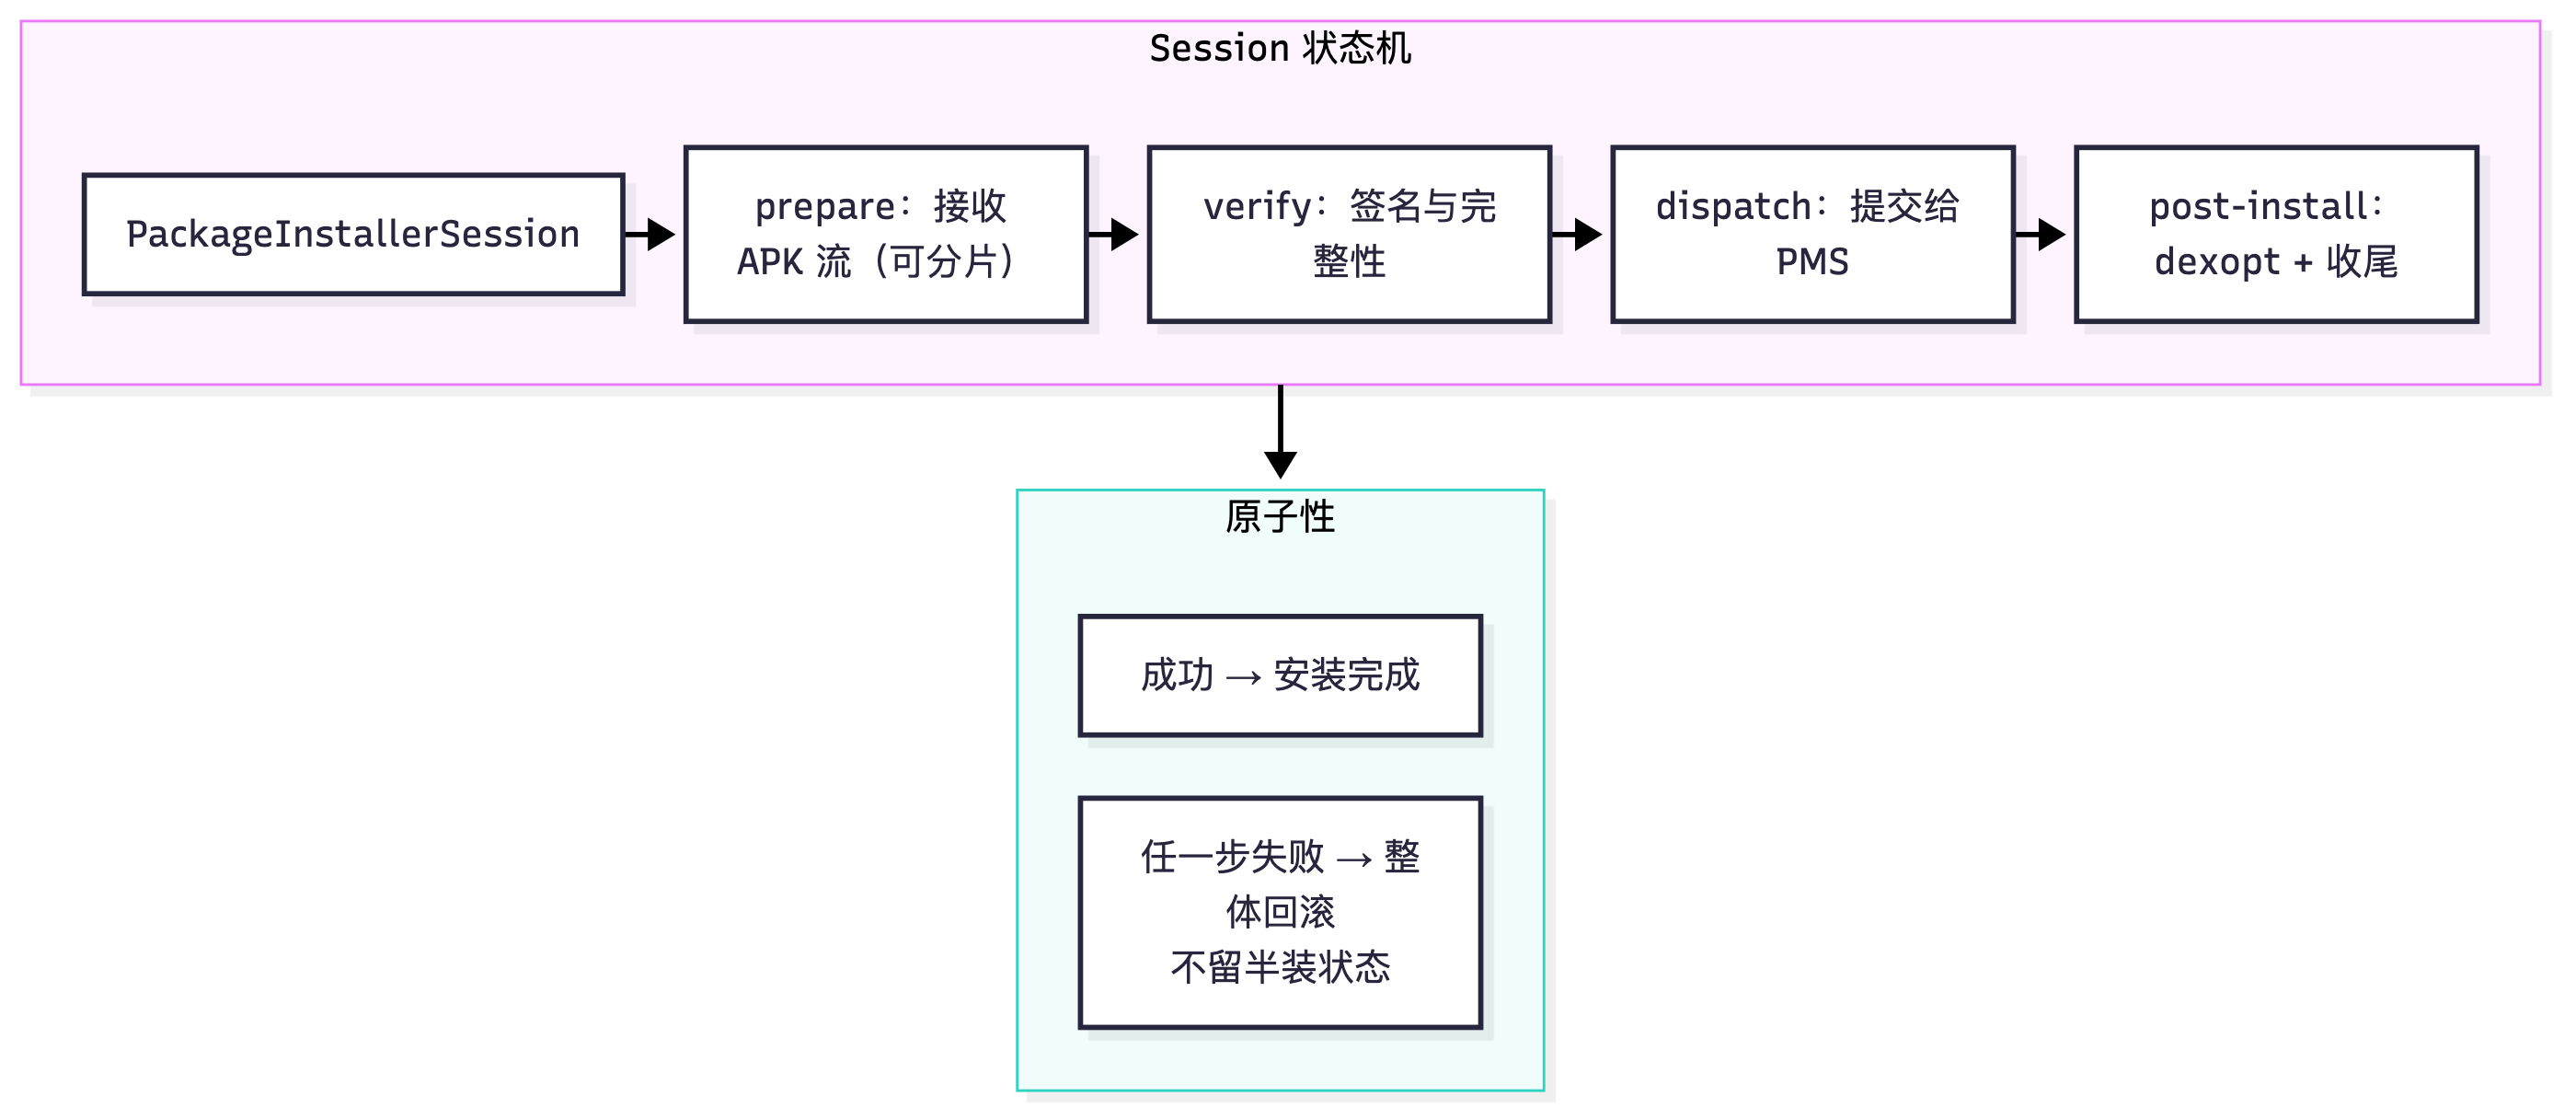 Session 状态机
PackageInstallerSession
prepare：接收
APK 流（可分片）
verify：签名与完
整性
dispatch：提交给
PMS
post-install：
dexopt + 收尾
原子性
成功 → 安装完成
任一步失败 → 整
体回滚
不留半装状态